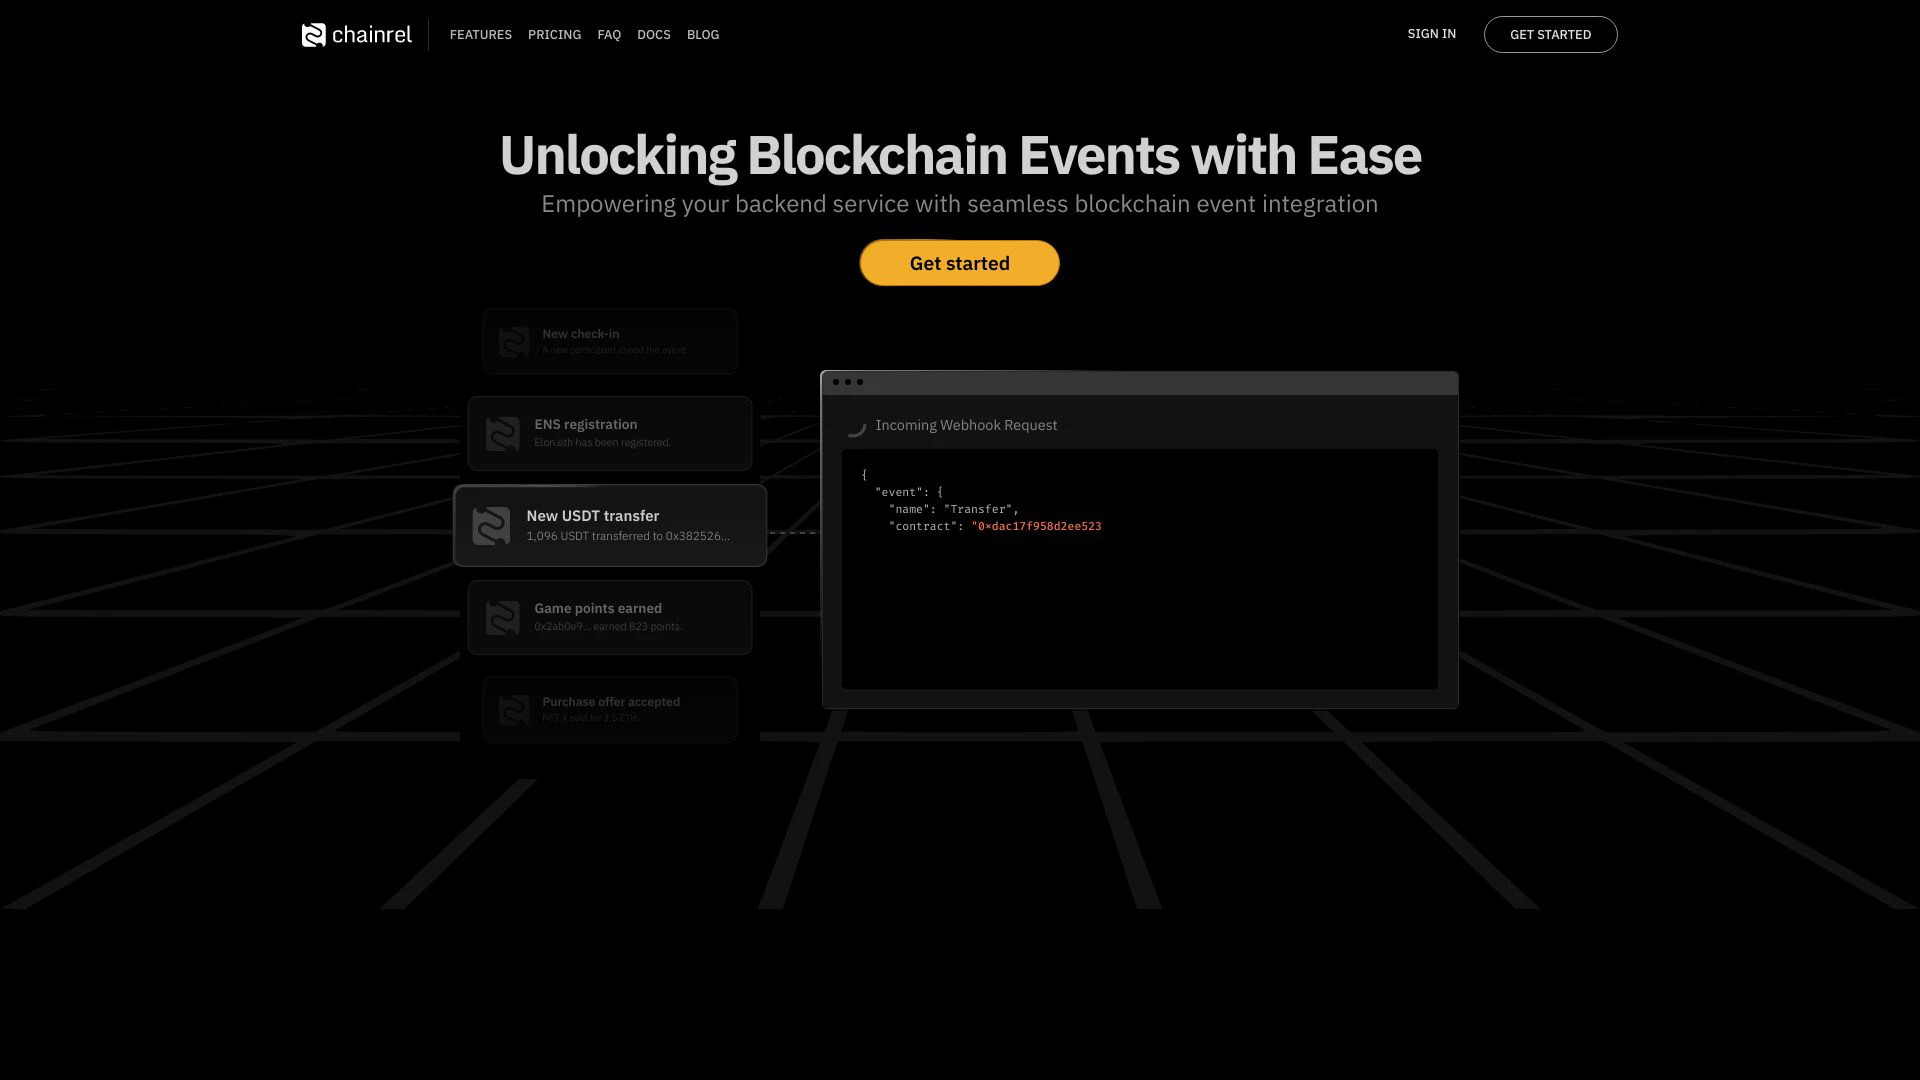 chainrel
FEATURES PRICING FAQ DOCS BLOG
SIGN IN
GET STARTED
Unlocking Blockchain Events with Ease
Empowering your backend service with seamless blockchain event integration
Get started
New check-in
A new participant joined the event.
ENS registration
Elon.eth has been registered.
New USDT transfer
1,096 USDT transferred to 0x382526...
Game points earned
0x2ab0e9... earned 823 points.
Purchase offer accepted
NFT X sold for 3.5 ETH.
Incoming Webhook Request
{
"event": {
"name": "Transfer",
"contract": "0xdac17f958d2ee523